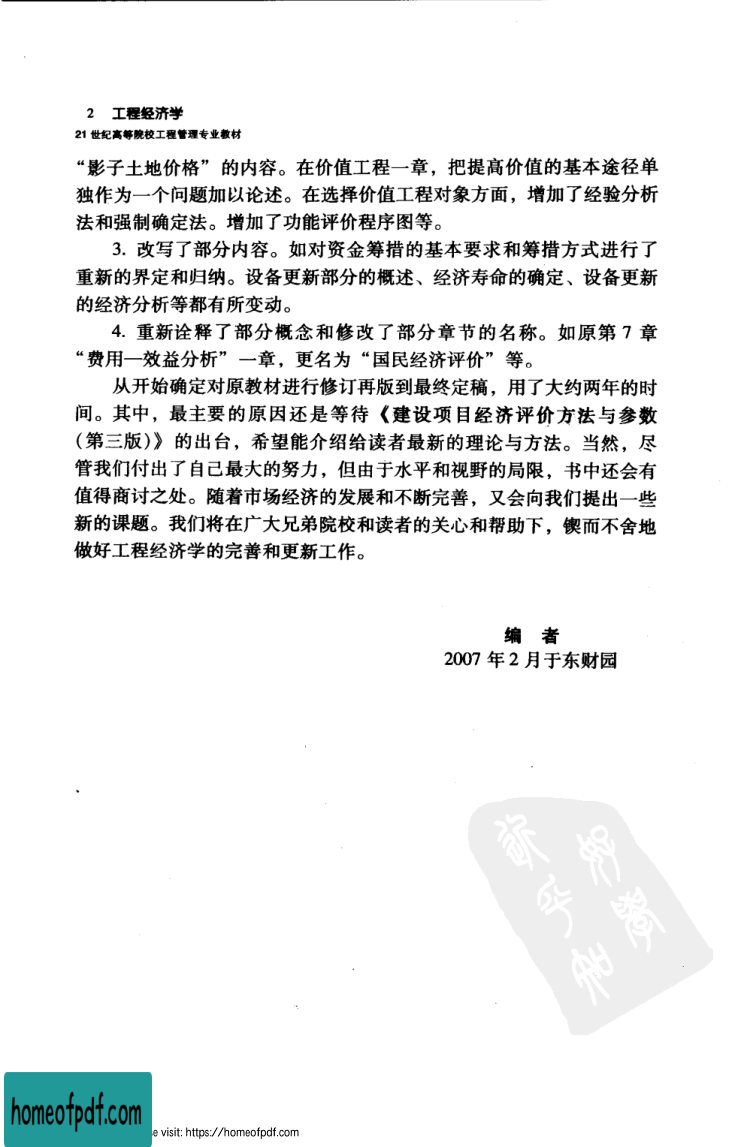 2 工程经济学
21世纪高等院校工程管理专业教材
“影子土地价格”的内容。在价值工程一章，把提高价值的基本途径单
独作为一个问题加以论述。在选择价值工程对象方面，增加了经验分析
法和强制确定法。增加了功能评价程序图等。
3. 改写了部分内容。如对资金筹措的基本要求和筹措方式进行了
重新的界定和归纳。设备更新部分的概述、经济寿命的确定、设备更新
的经济分析等都有所变动。
4. 重新诠释了部分概念和修改了部分章节的名称。如原第 7 章
“费用—效益分析”一章，更名为“国民经济评价”等。
从开始确定对原教材进行修订再版到最终定稿，用了大约两年的时
间。其中，最主要的原因还是等待《建设项目经济评价方法与参数
（第三版）》的出台，希望能介绍给读者最新的理论与方法。当然，尽
管我们付出了自己最大的努力，但由于水平和视野的局限，书中还会有
值得商讨之处。随着市场经济的发展和不断完善，又会向我们提出一些
新的课题。我们将在广大兄弟院校和读者的关心和帮助下，锲而不舍地
做好工程经济学的完善和更新工作。
编 者
2007 年 2 月于东财园
好学
近乎知
homeofpdf.com
se visit: https://homeofpdf.com